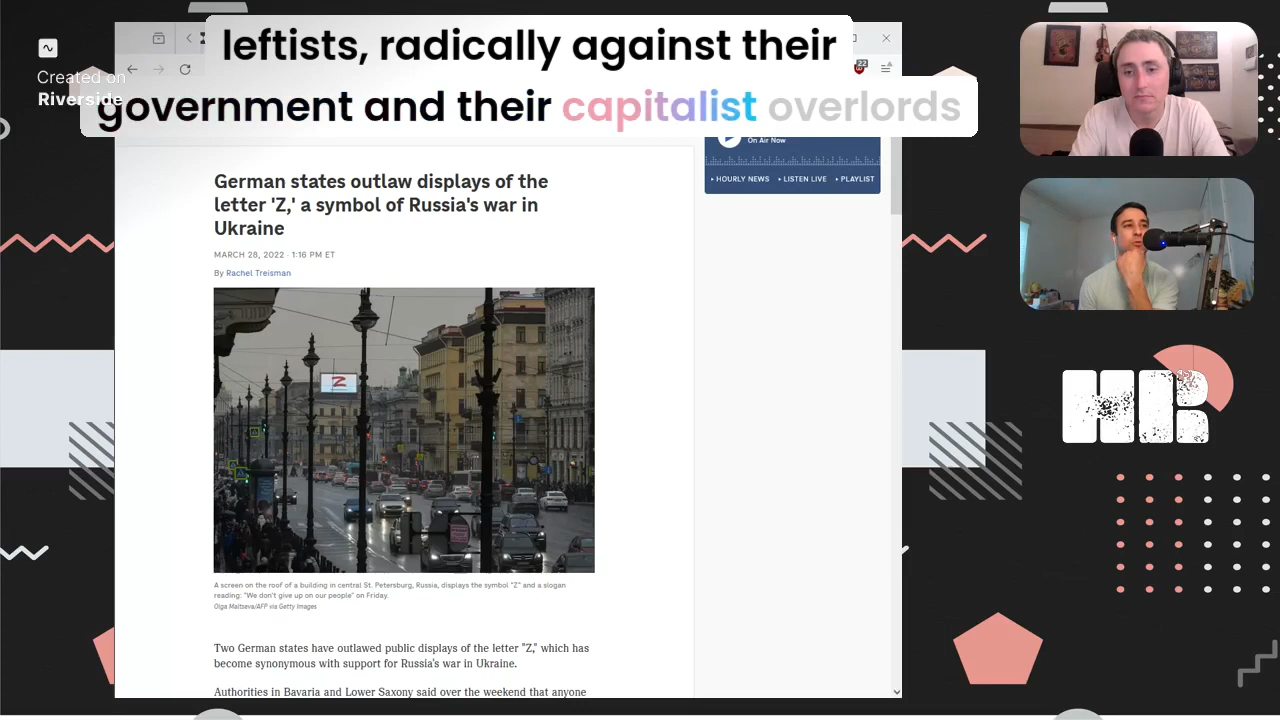 leftists, radically against their
government and their capitalist overlords
Created on
Riverside
22
On Air Now
HOURLY NEWS LISTEN LIVE PLAYLIST
German states outlaw displays of the
letter 'Z,' a symbol of Russia's war in
Ukraine
MARCH 28, 2022 · 1:16 PM ET
By Rachel Treisman
Z
A screen on the roof of a building in central St. Petersburg, Russia, displays the symbol "Z" and a slogan
reading: "We don't give up on our people" on Friday.
Olga Maltseva/AFP via Getty Images
Two German states have outlawed public displays of the letter "Z," which has
become synonymous with support for Russia's war in Ukraine.
Authorities in Bavaria and Lower Saxony said over the weekend that anyone
HR